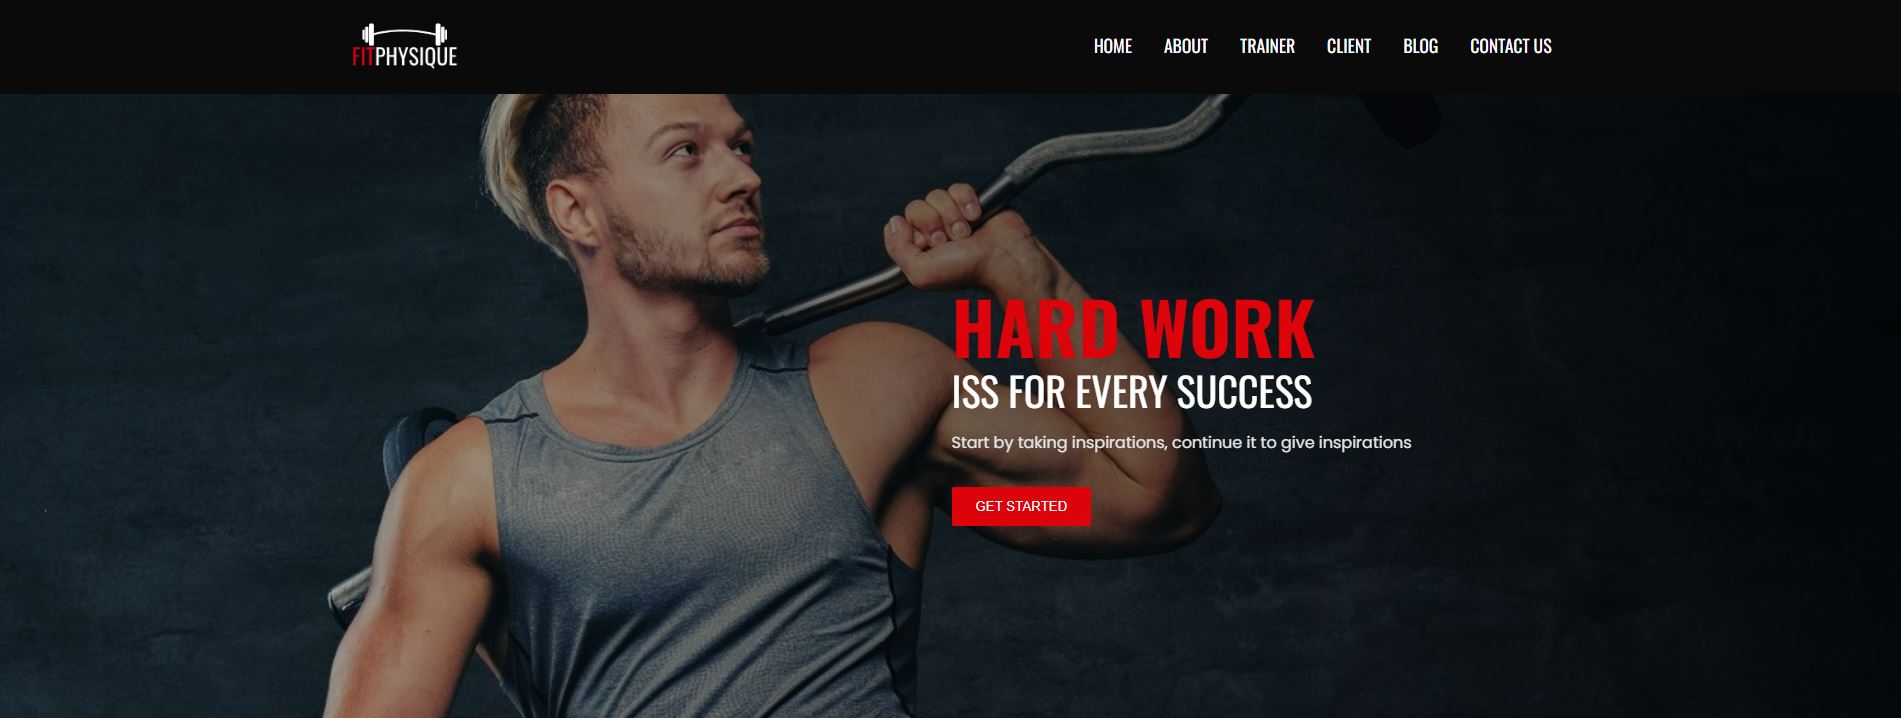 FITPHYSIQUE
HOME ABOUT TRAINER CLIENT BLOG CONTACT US
HARD WORK
ISS FOR EVERY SUCCESS
Start by taking inspirations, continue it to give inspirations
GET STARTED